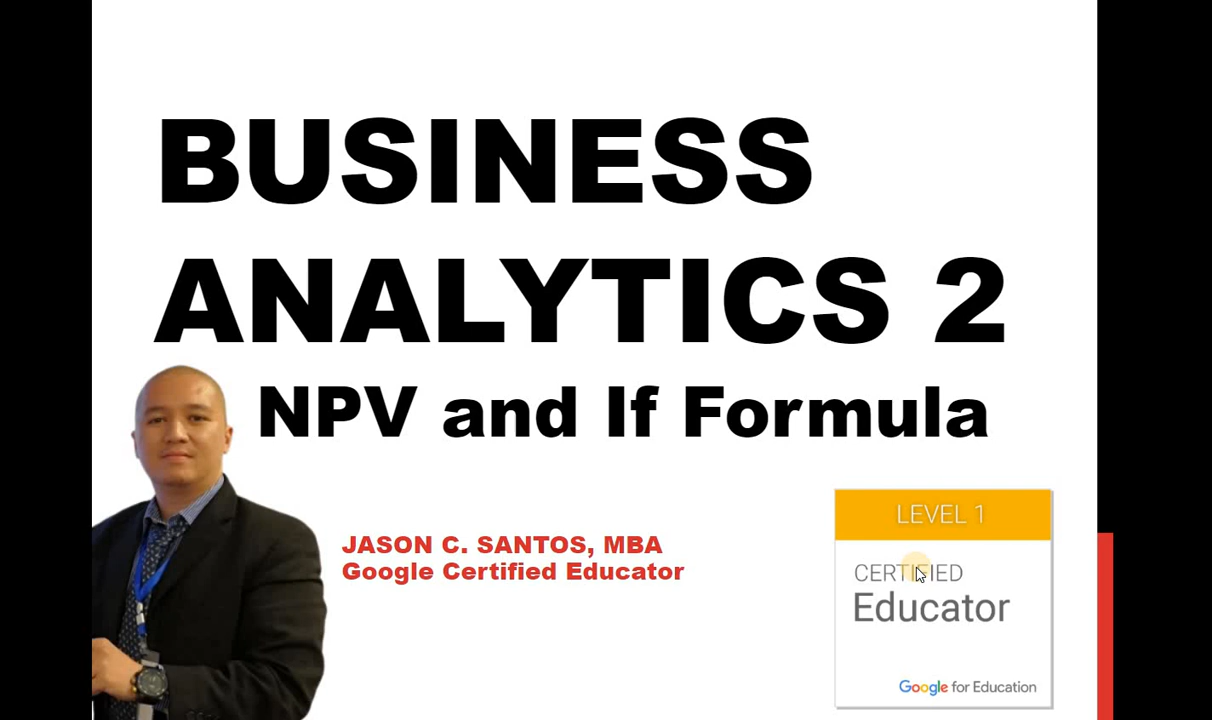 BUSINESS
ANALYTICS 2
NPV and If Formula
JASON C. SANTOS, MBA
Google Certified Educator
LEVEL 1
CERTIFIED
Educator
Google for Education